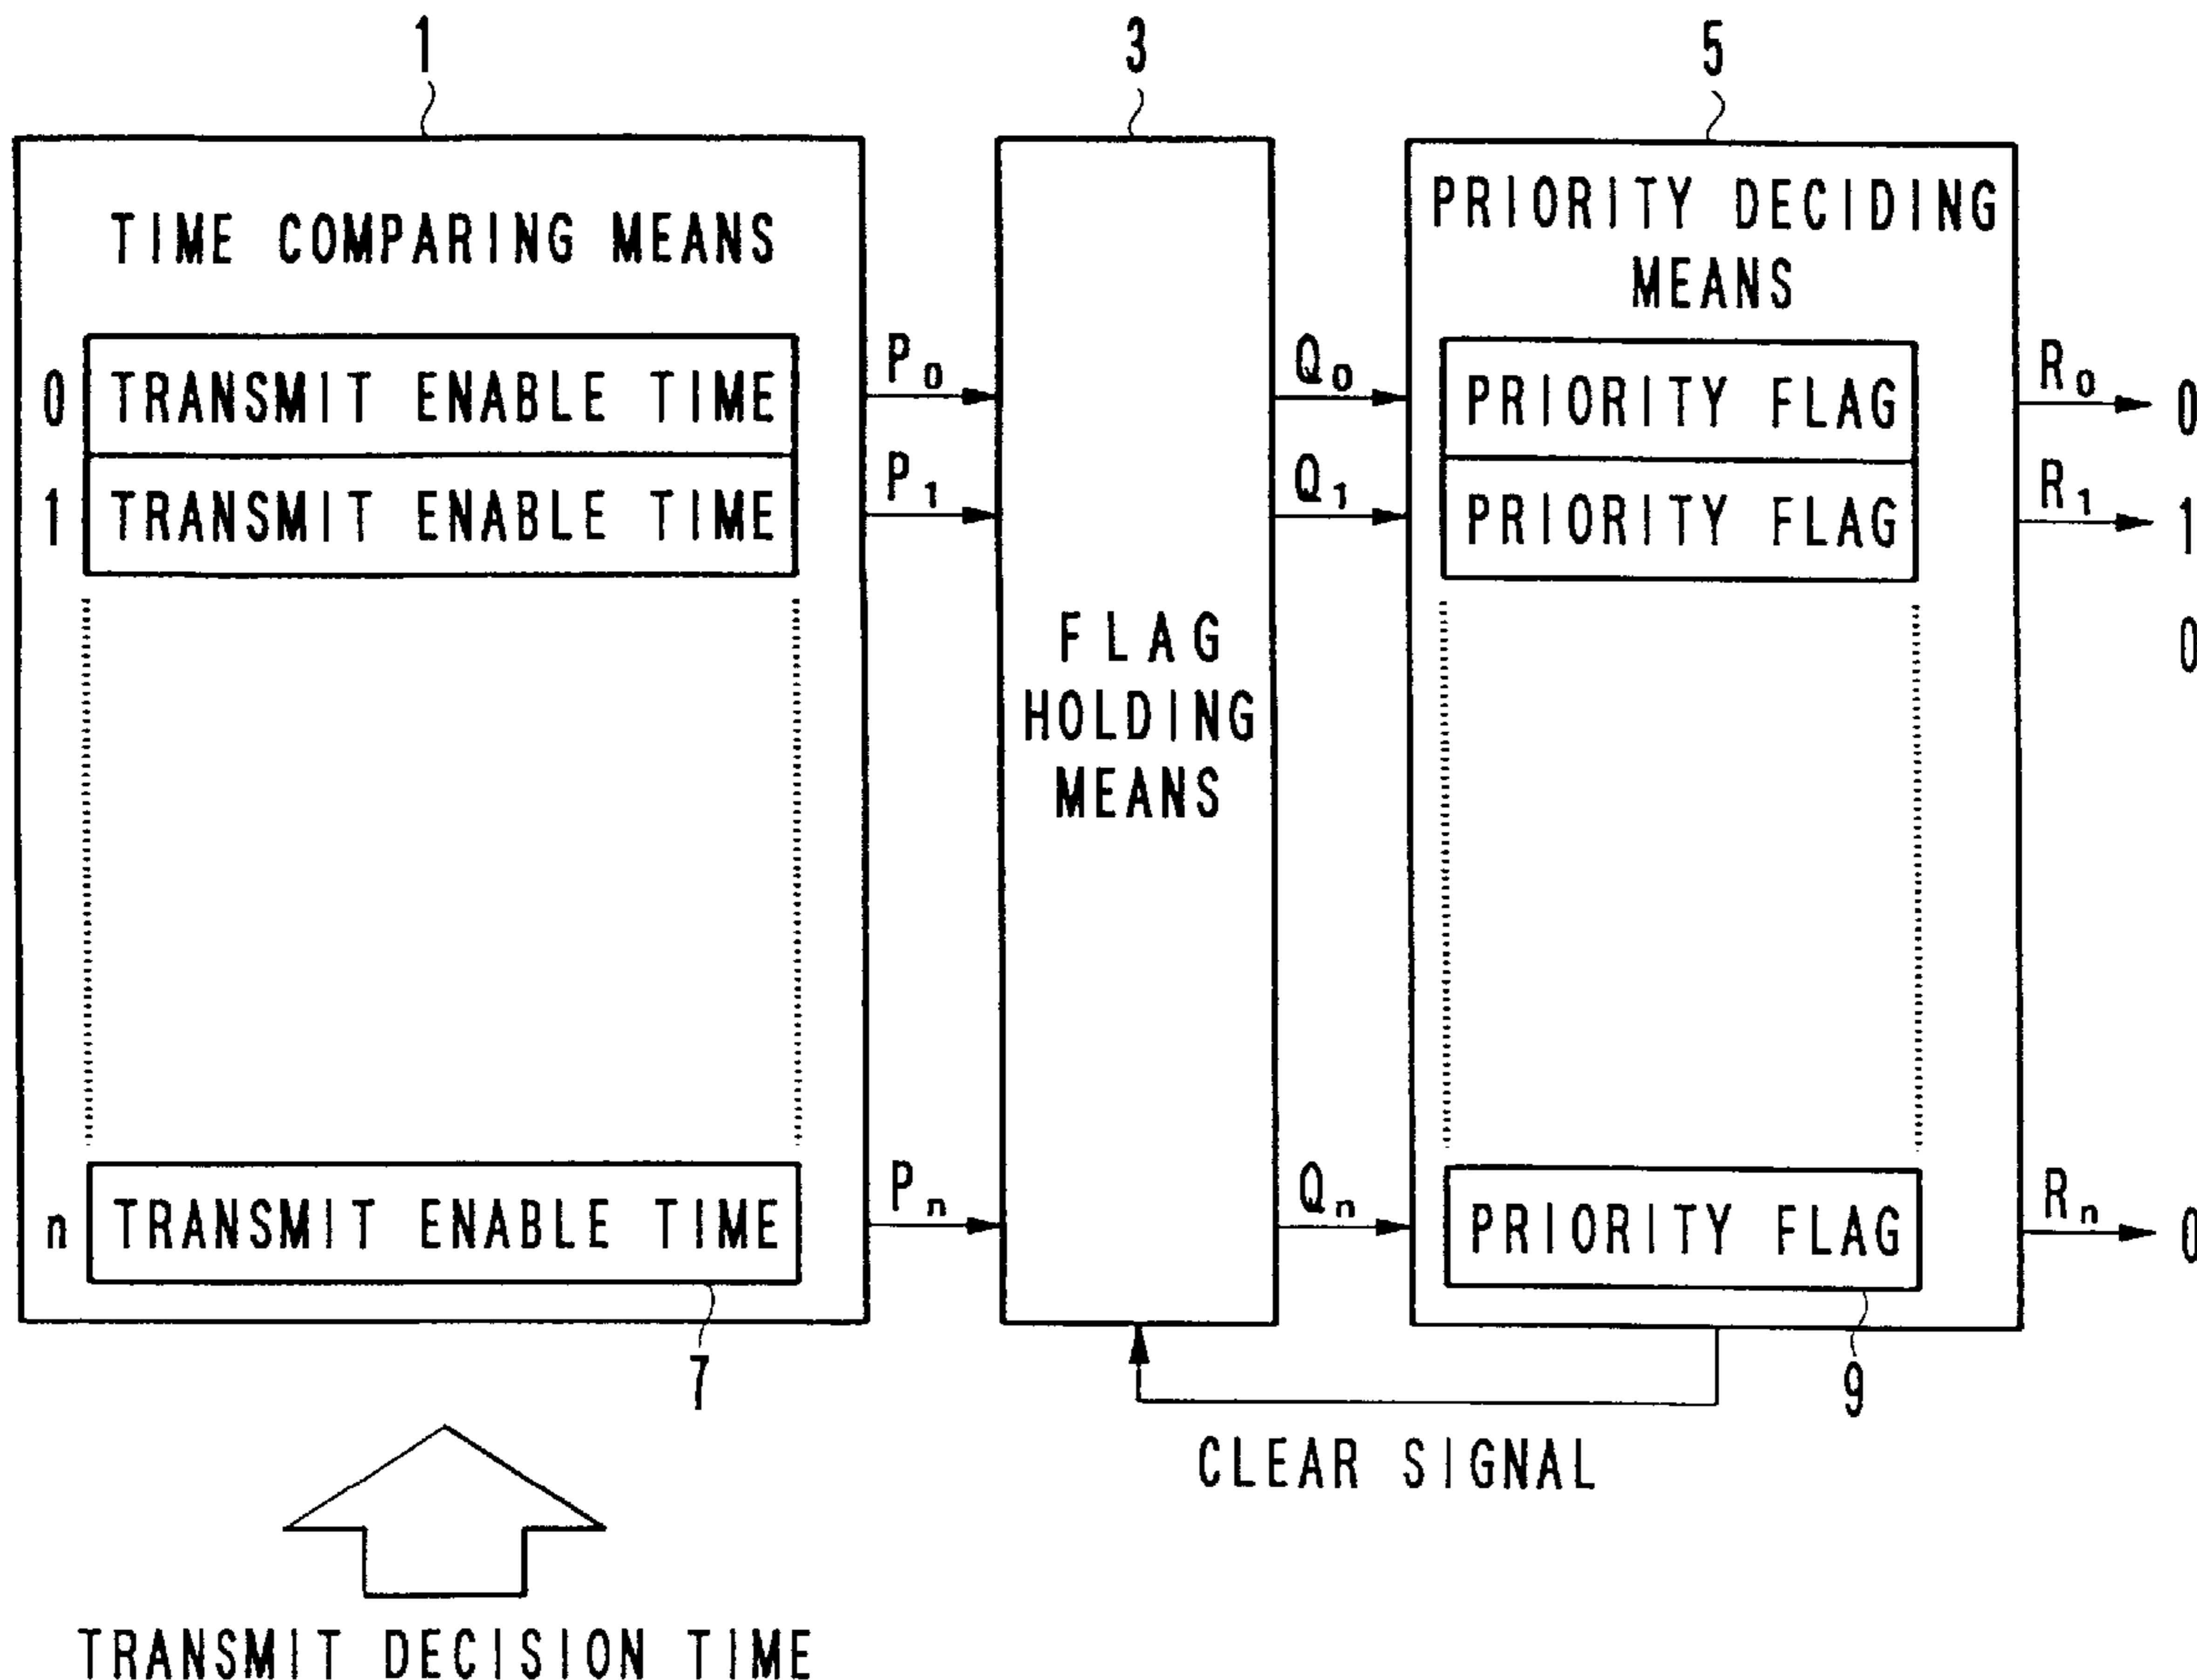 1
3
5
TIME COMPARING MEANS
FLAG
HOLDING
MEANS
PRIORITY DECIDING
MEANS
0 TRANSMIT ENABLE TIME
P0
Q0
PRIORITY FLAG
R0
0
1 TRANSMIT ENABLE TIME
P1
Q1
PRIORITY FLAG
R1
1
0
n TRANSMIT ENABLE TIME
Pn
Qn
PRIORITY FLAG
Rn
0
7
9
CLEAR SIGNAL
TRANSMIT DECISION TIME